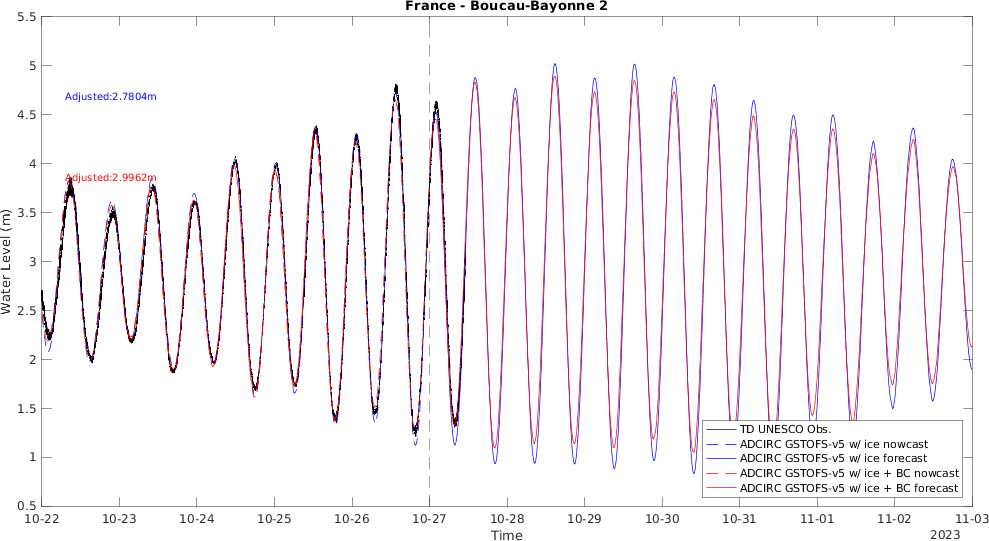 France - Boucau-Bayonne 2
Water Level (m)
5.5
5
4.5
4
3.5
3
2.5
2
1.5
1
0.5
Adjusted:2.7804m
Adjusted:2.9962m
TD UNESCO Obs.
ADCIRC GSTOFS-v5 w/ ice nowcast
ADCIRC GSTOFS-v5 w/ ice forecast
ADCIRC GSTOFS-v5 w/ ice + BC nowcast
ADCIRC GSTOFS-v5 w/ ice + BC forecast
10-22 10-23 10-24 10-25 10-26 10-27 10-28 10-29 10-30 10-31 11-01 11-02 11-03
Time
2023